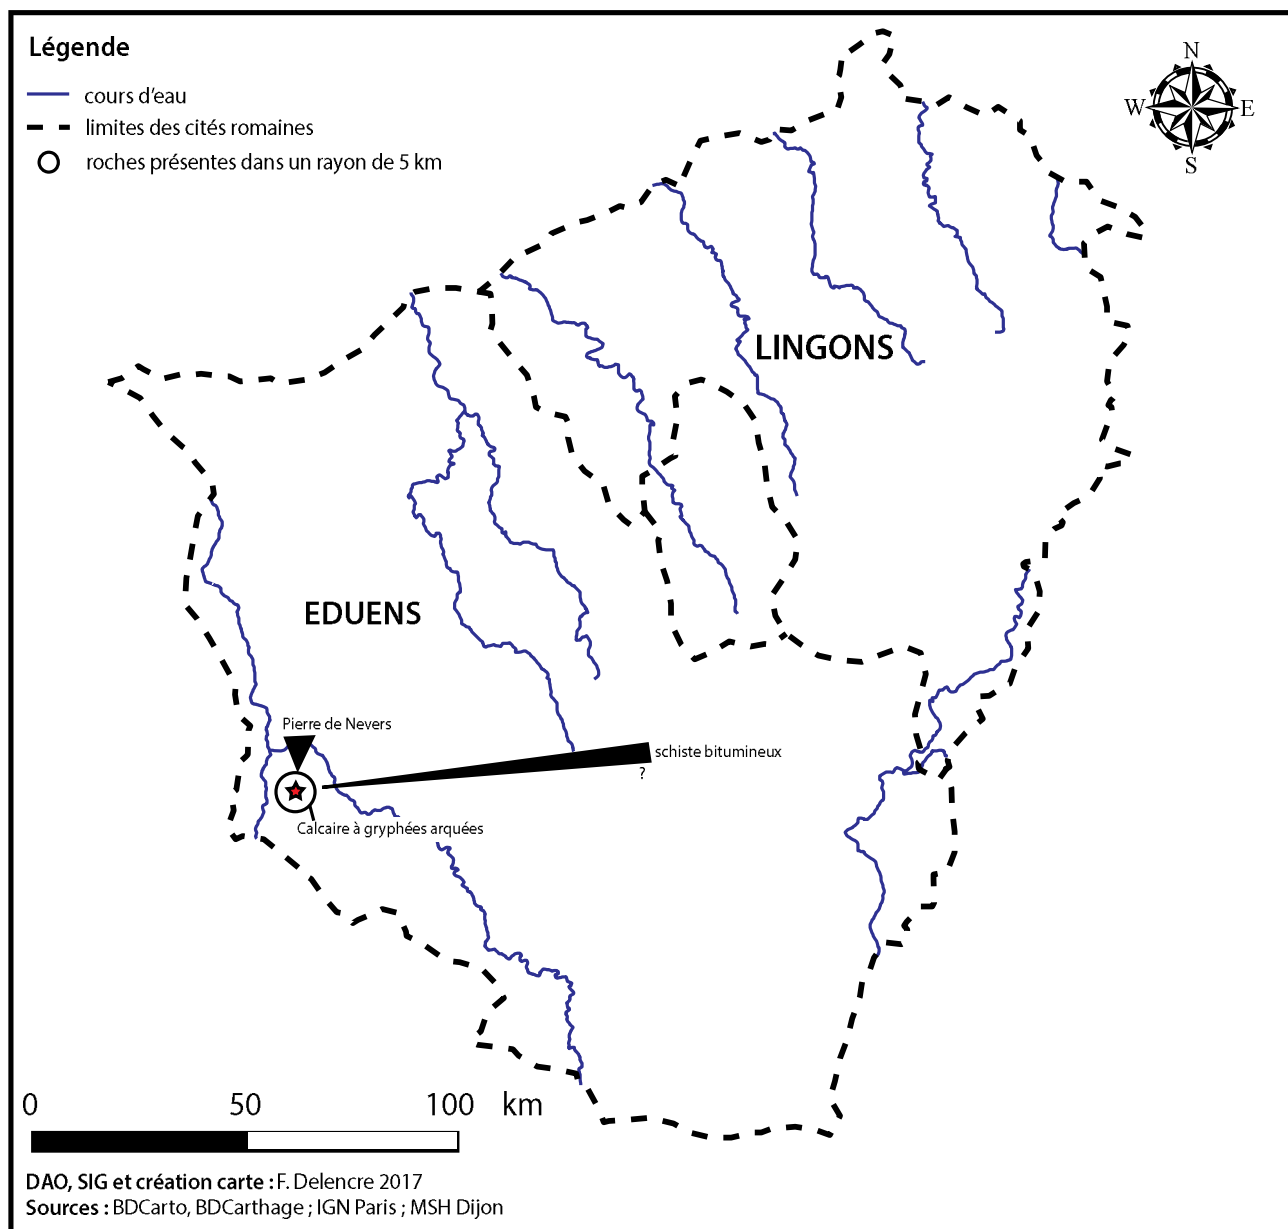 Légende
cours d'eau
limites des cités romaines
roches présentes dans un rayon de 5 km
N
W E
S
LINGONS
EDUENS
Pierre de Nevers
schiste bitumineux
?
Calcaire à gryphées arquées
0 50 100 km
DAO, SIG et création carte : F. Delencre 2017
Sources : BDCarto, BDCarthage ; IGN Paris ; MSH Dijon